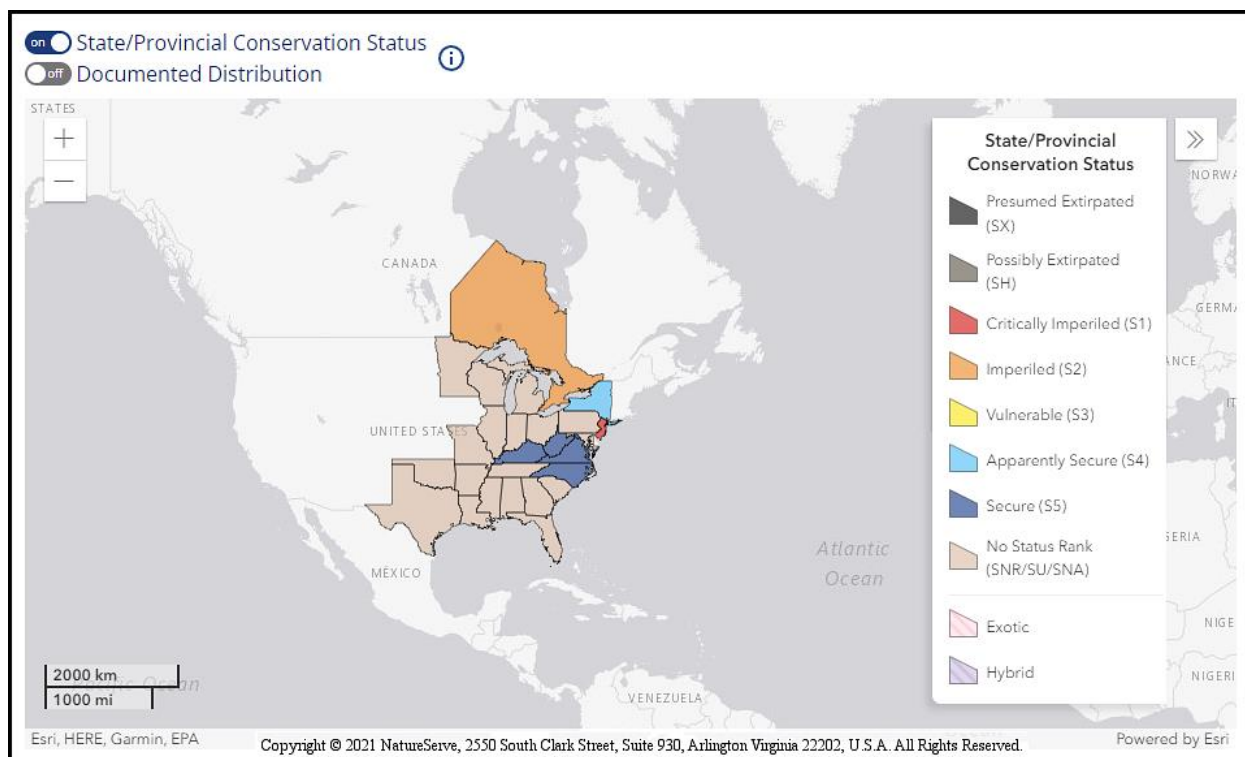 on State/Provincial Conservation Status
off Documented Distribution
STATES
+
−
CANADA
UNITED STATES
MÉXICO
VENEZUELA
Atlantic
Ocean
Pacific Ocean
State/Provincial
Conservation Status
Presumed Extirpated
(SX)
Possibly Extirpated
(SH)
Critically Imperiled (S1)
Imperiled (S2)
Vulnerable (S3)
Apparently Secure (S4)
Secure (S5)
No Status Rank
(SNR/SU/SNA)
Exotic
Hybrid
NORWA
GERMA
ANCE
IT
ERIA
NIGE
NIGERI
2000 km
1000 mi
Esri, HERE, Garmin, EPA
Copyright © 2021 NatureServe, 2550 South Clark Street, Suite 930, Arlington Virginia 22202, U.S.A. All Rights Reserved.
Powered by Esri